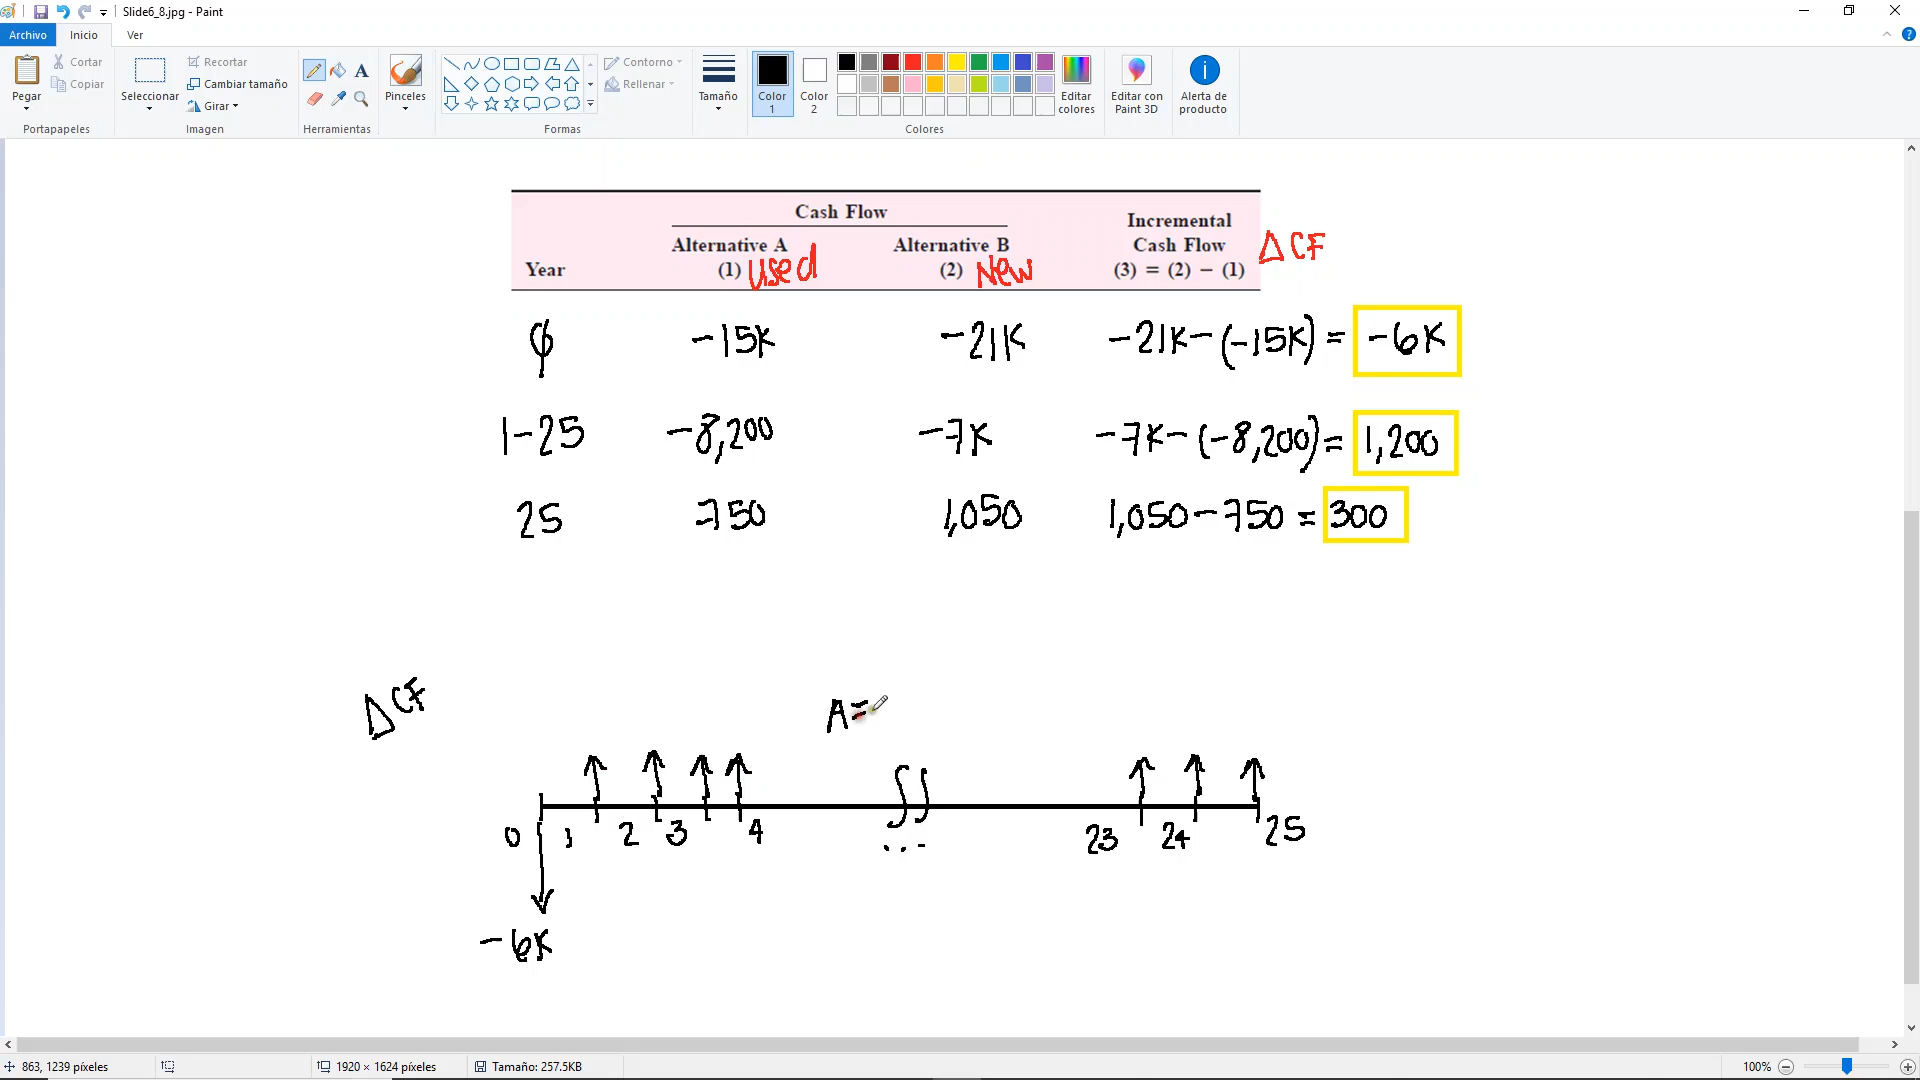 Slide6_8.jpg - Paint
Archivo Inicio Ver
Pegar
Cortar
Copiar
Portapapeles
Seleccionar
Recortar
Cambiar tamaño
Girar
Imagen
A
Herramientas
Pinceles
Contorno
Rellenar
Formas
Tamaño
Color 1
Color 2
Editar colores
Colores
Editar con Paint 3D
Alerta de producto
Cash Flow
Incremental
Alternative A Alternative B Cash Flow ΔCF
Year (1) Used (2) New (3) = (2) − (1)
0 -15K -21K -21K-(-15K) = -6K
1-25 -8,200 -7K -7K-(-8,200)= 1,200
25 750 1,050 1,050-750 = 300
ΔCF
A=
0 1 2 3 4 ... 23 24 25
-6K
863, 1239 píxeles 1920 × 1624 píxeles Tamaño: 257.5KB 100%